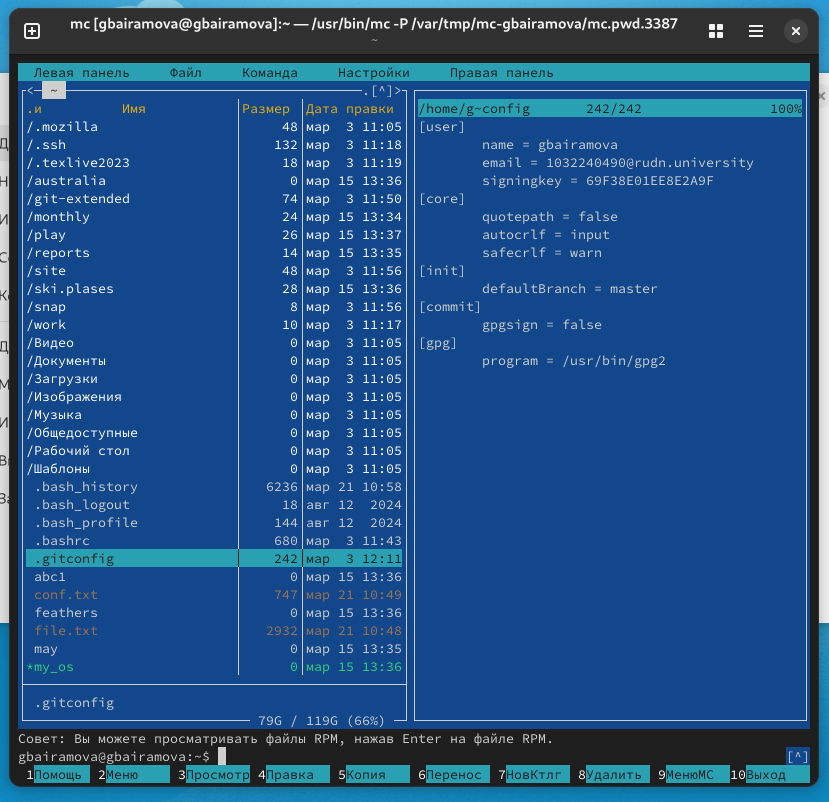 mc [gbairamova@gbairamova]:~ — /usr/bin/mc -P /var/tmp/mc-gbairamova/mc.pwd.3387
~
Левая панель Файл Команда Настройки Правая панель
<─ ~ .[^]>
.и Имя Размер Дата правки
/.mozilla 48 мар 3 11:05
/.ssh 132 мар 3 11:18
/.texlive2023 18 мар 3 11:19
/australia 0 мар 15 13:36
/git-extended 74 мар 3 11:50
/monthly 24 мар 15 13:34
/play 26 мар 15 13:37
/reports 14 мар 15 13:35
/site 48 мар 3 11:56
/ski.plases 28 мар 15 13:36
/snap 8 мар 3 11:56
/work 10 мар 3 11:17
/Видео 0 мар 3 11:05
/Документы 0 мар 3 11:05
/Загрузки 0 мар 3 11:05
/Изображения 0 мар 3 11:05
/Музыка 0 мар 3 11:05
/Общедоступные 0 мар 3 11:05
/Рабочий стол 0 мар 3 11:05
/Шаблоны 0 мар 3 11:05
.bash_history 6236 мар 21 10:58
.bash_logout 18 авг 12 2024
.bash_profile 144 авг 12 2024
.bashrc 680 мар 3 11:43
.gitconfig 242 мар 3 12:11
abc1 0 мар 15 13:36
conf.txt 747 мар 21 10:49
feathers 0 мар 15 13:36
file.txt 2932 мар 21 10:48
may 0 мар 15 13:35
*my_os 0 мар 15 13:36
.gitconfig
79G / 119G (66%)
/home/g~config 242/242 100%
[user]
name = gbairamova
email = 1032240490@rudn.university
signingkey = 69F38E01EE8E2A9F
[core]
quotepath = false
autocrlf = input
safecrlf = warn
[init]
defaultBranch = master
[commit]
gpgsign = false
[gpg]
program = /usr/bin/gpg2
Совет: Вы можете просматривать файлы RPM, нажав Enter на файле RPM.
gbairamova@gbairamova:~$ [^]
1Помощь 2Меню 3Просмотр 4Правка 5Копия 6Перенос 7НовКтлг 8Удалить 9МенюМС 10Выход